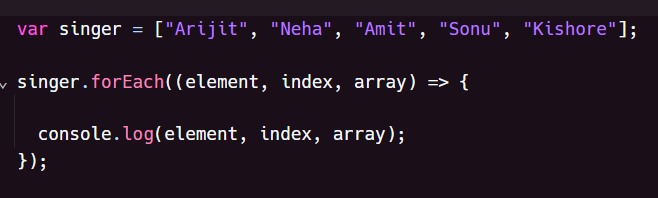 var singer = ["Arijit", "Neha", "Amit", "Sonu", "Kishore"];
singer.forEach((element, index, array) => {
console.log(element, index, array);
});